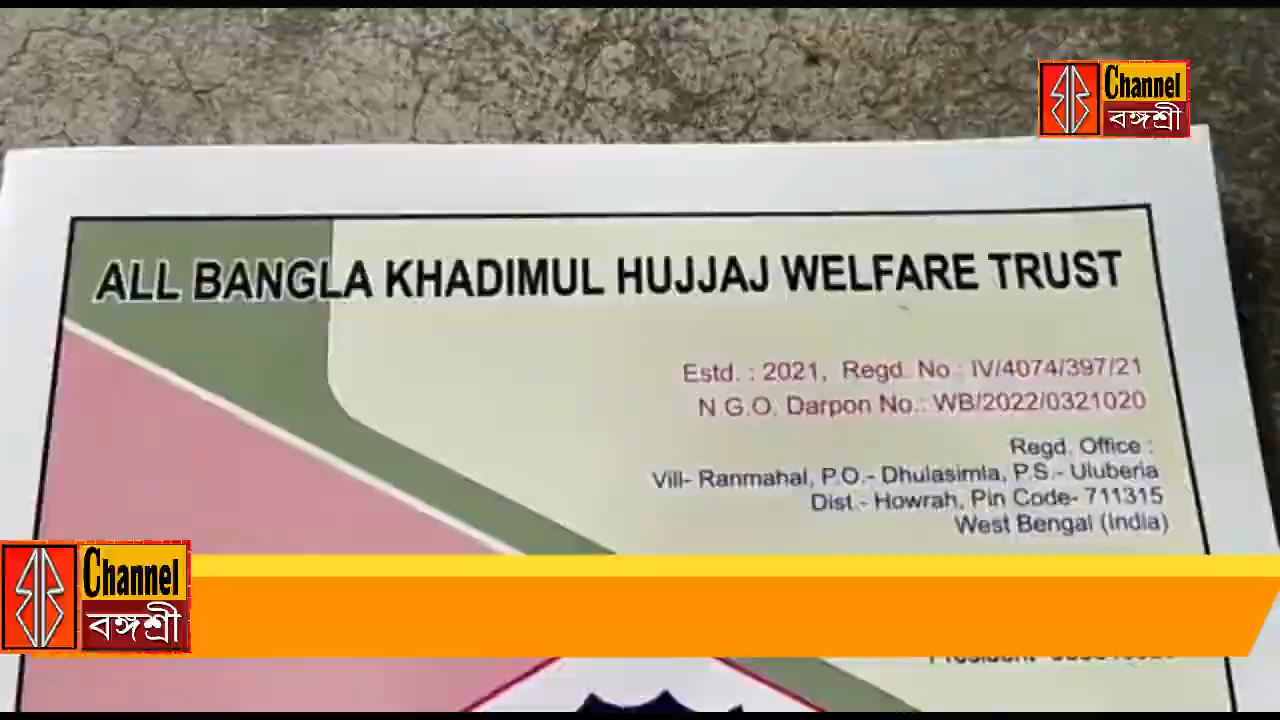 Channel
বঙ্গশ্রী
ALL BANGLA KHADIMUL HUJJAJ WELFARE TRUST
Estd. : 2021, Regd. No.: IV/4074/397/21
N.G.O. Darpon No.: WB/2022/0321020
Regd. Office :
Vill- Ranmahal, P.O.- Dhulasimla, P.S.- Uluberia
Dist.- Howrah, Pin Code- 711315
West Bengal (India)
Channel
বঙ্গশ্রী